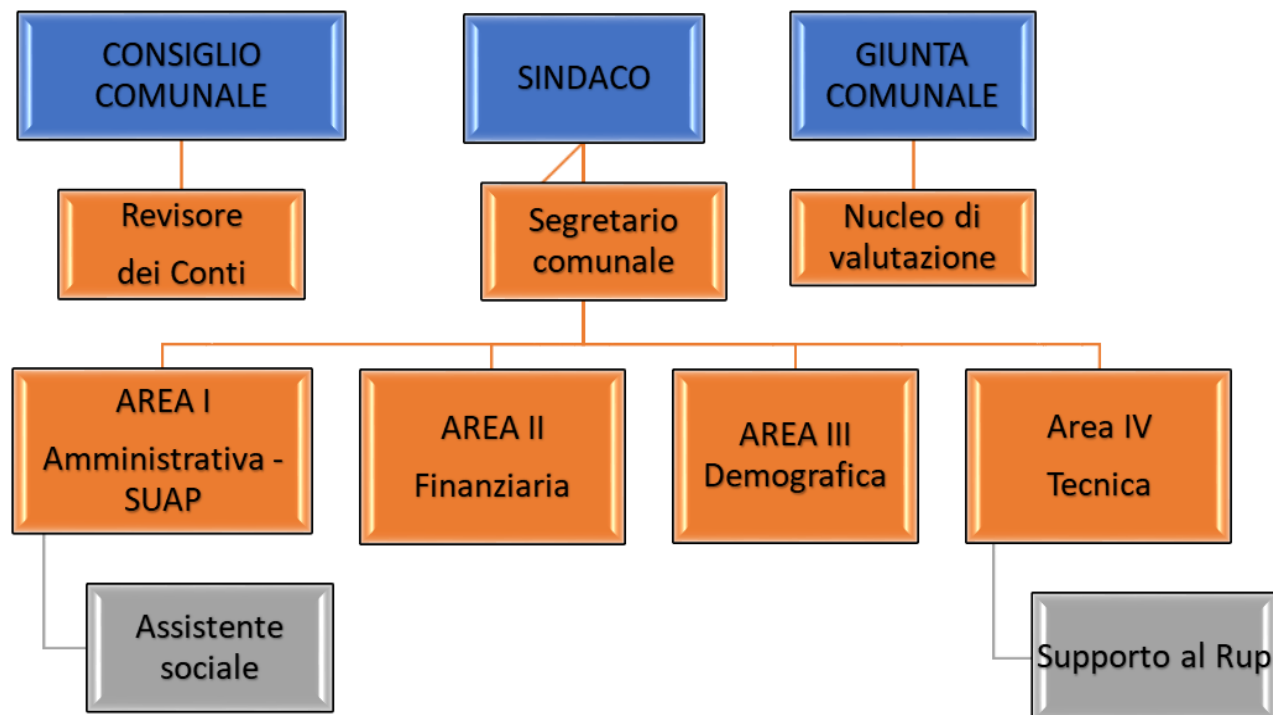 CONSIGLIO
COMUNALE
SINDACO
GIUNTA
COMUNALE
Revisore
dei Conti
Segretario
comunale
Nucleo di
valutazione
AREA I
Amministrativa -
SUAP
AREA II
Finanziaria
AREA III
Demografica
Area IV
Tecnica
Assistente
sociale
Supporto al Rup